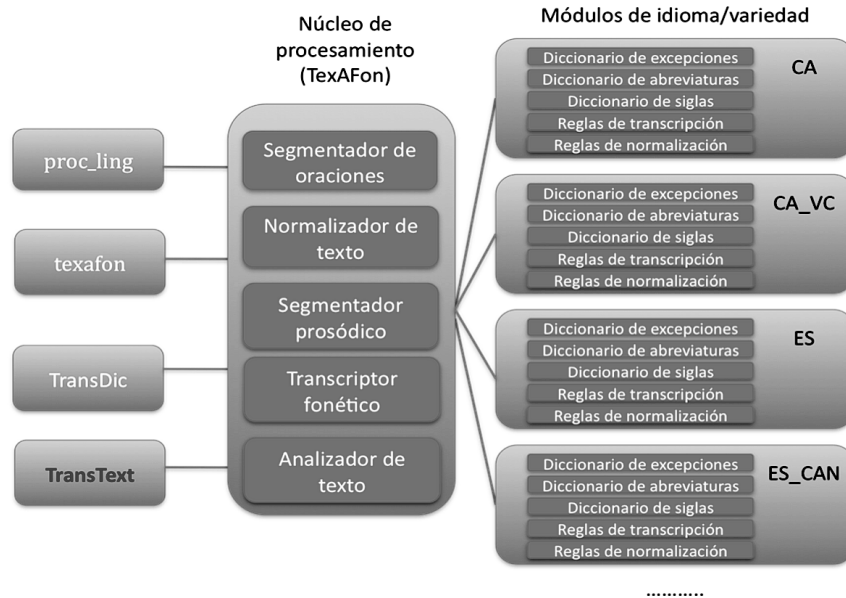 Núcleo de
procesamiento
(TexAFon)
Módulos de idioma/variedad
proc_ling
texafon
TransDic
TransText
Segmentador de
oraciones
Normalizador de
texto
Segmentador
prosódico
Transcriptor
fonético
Analizador de
texto
Diccionario de excepciones
Diccionario de abreviaturas
Diccionario de siglas
Reglas de transcripción
Reglas de normalización
CA
Diccionario de excepciones
Diccionario de abreviaturas
Diccionario de siglas
Reglas de transcripción
Reglas de normalización
CA_VC
Diccionario de excepciones
Diccionario de abreviaturas
Diccionario de siglas
Reglas de transcripción
Reglas de normalización
ES
Diccionario de excepciones
Diccionario de abreviaturas
Diccionario de siglas
Reglas de transcripción
Reglas de normalización
ES_CAN
...........